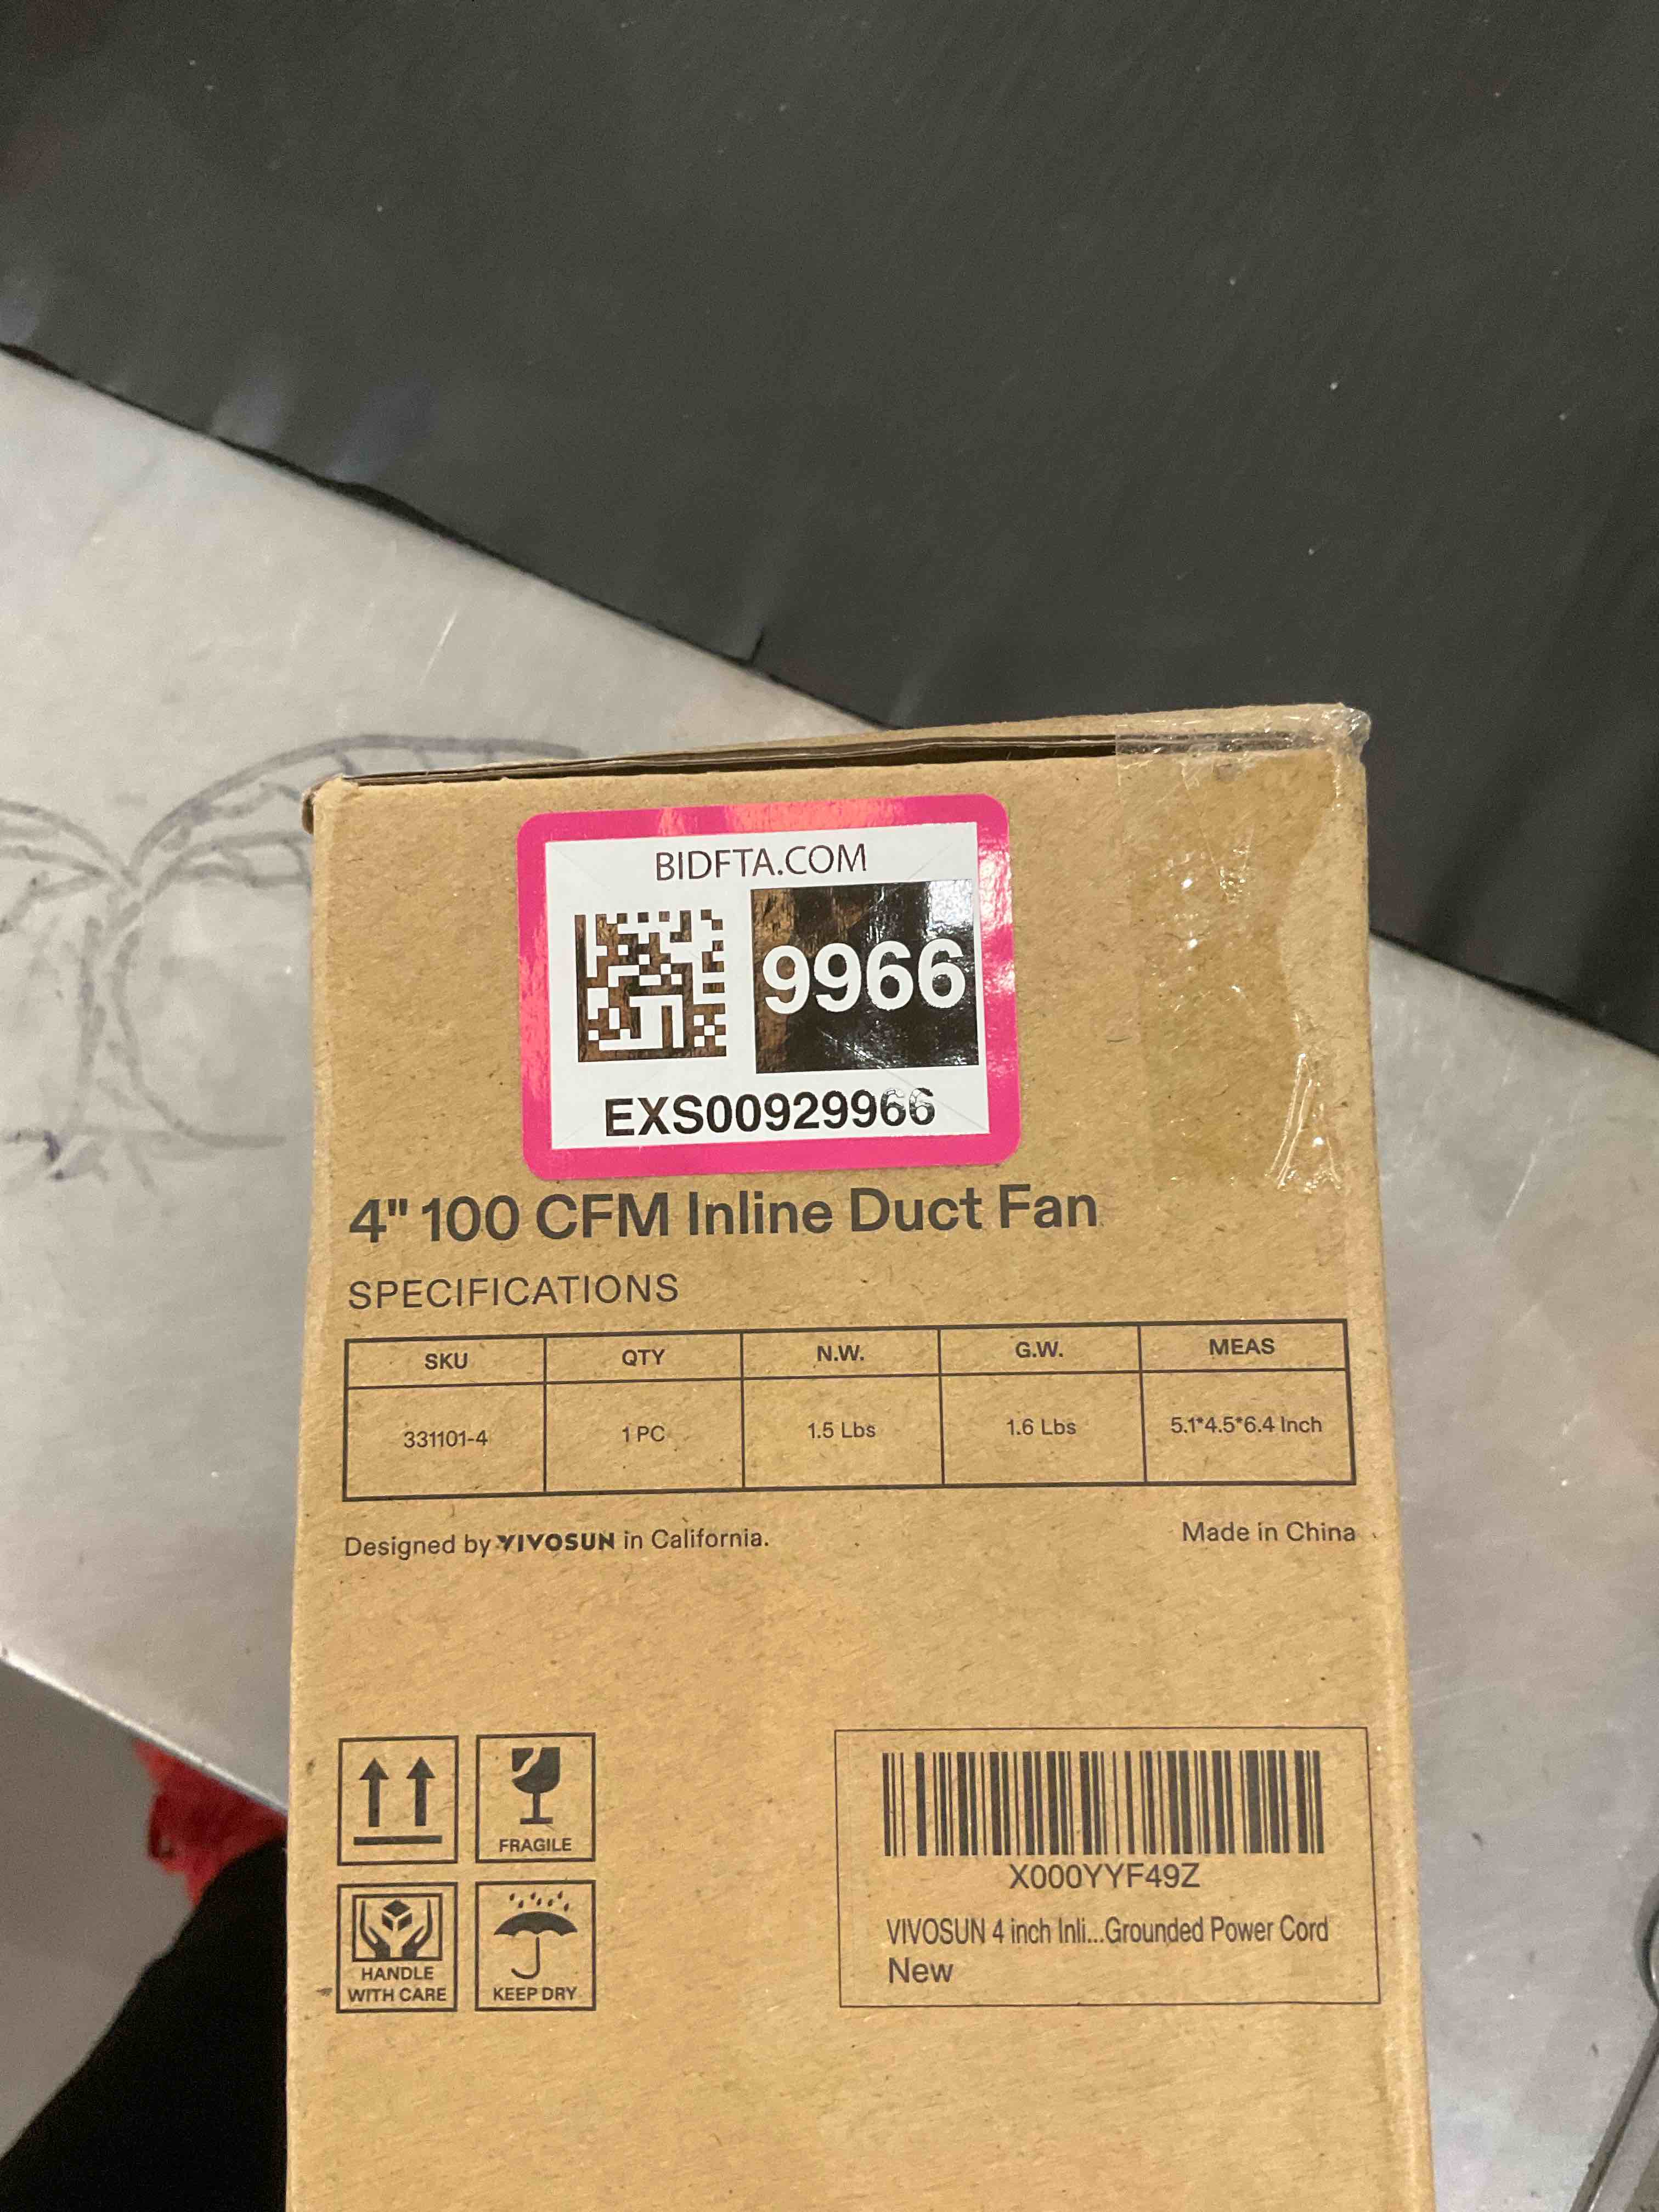 BIDFTA.COM
9966
EXS00929966
4" 100 CFM Inline Duct Fan
SPECIFICATIONS
SKU QTY N.W. G.W. MEAS
331101-4 1 PC 1.5 Lbs 1.6 Lbs 5.1*4.5*6.4 Inch
Designed by VIVOSUN in California. Made in China
FRAGILE
HANDLE
WITH CARE
KEEP DRY
X000YYF49Z
VIVOSUN 4 inch Inli...Grounded Power Cord
New